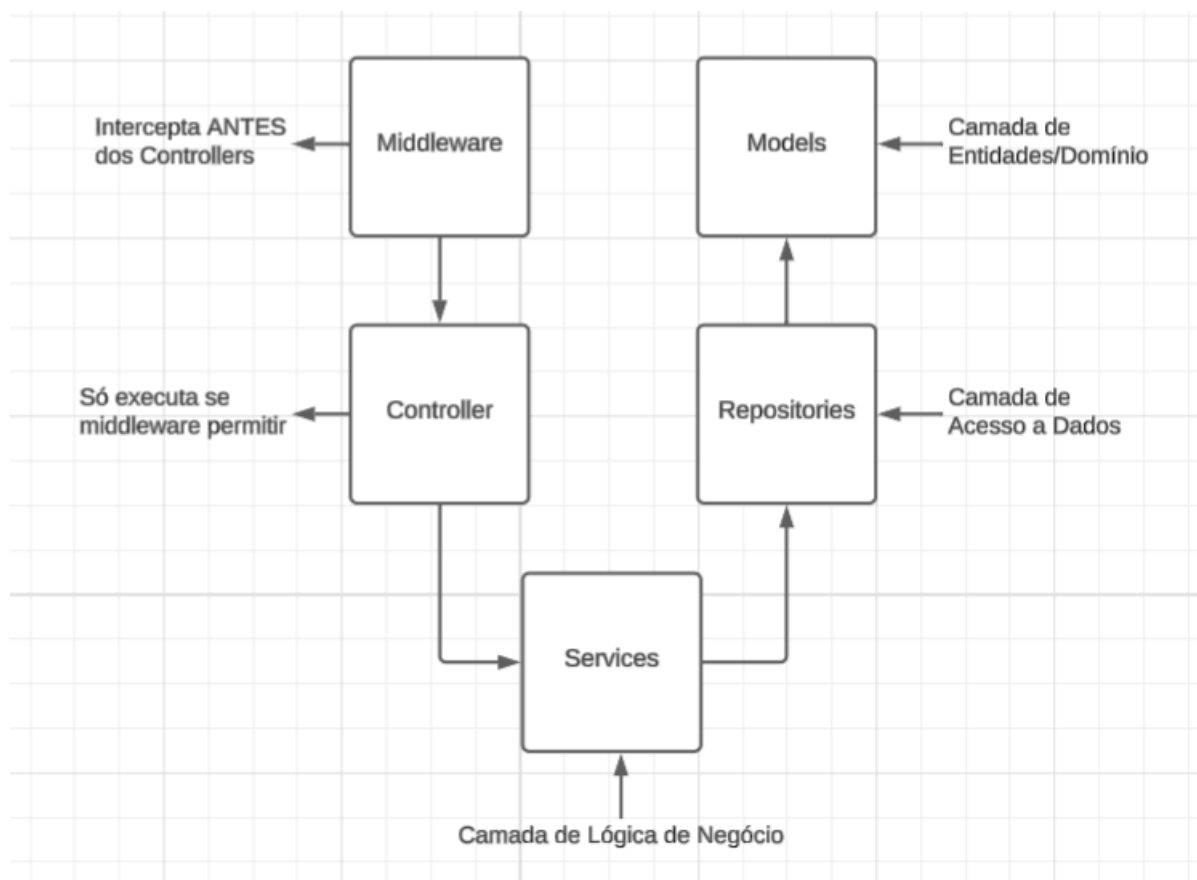 Middleware
Models
Intercepta ANTES
dos Controllers
Camada de
Entidades/Domínio
Controller
Repositories
Só executa se
middleware permitir
Camada de
Acesso a Dados
Services
Camada de Lógica de Negócio